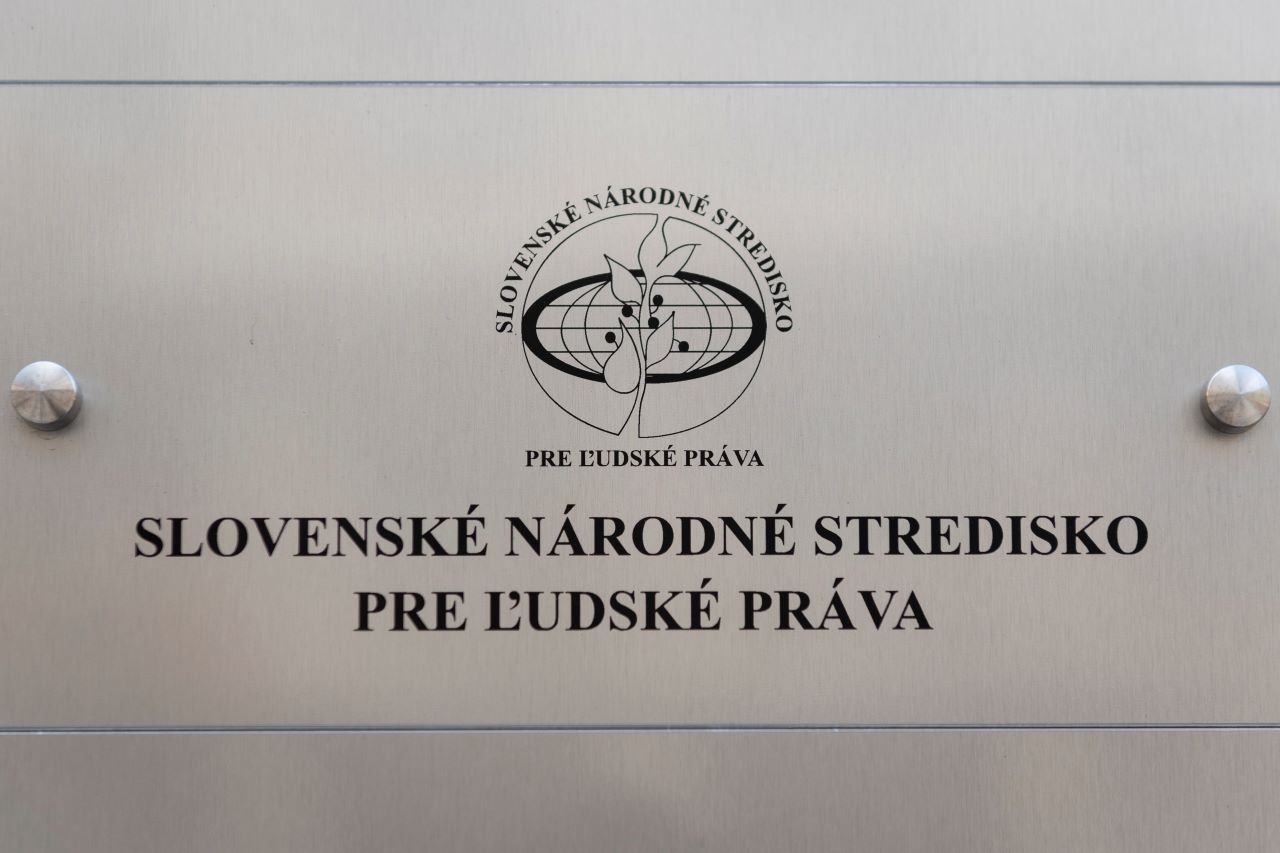 SLOVENSKÉ NÁRODNÉ STREDISKO
PRE ĽUDSKÉ PRÁVA
SLOVENSKÉ NÁRODNÉ STREDISKO
PRE ĽUDSKÉ PRÁVA